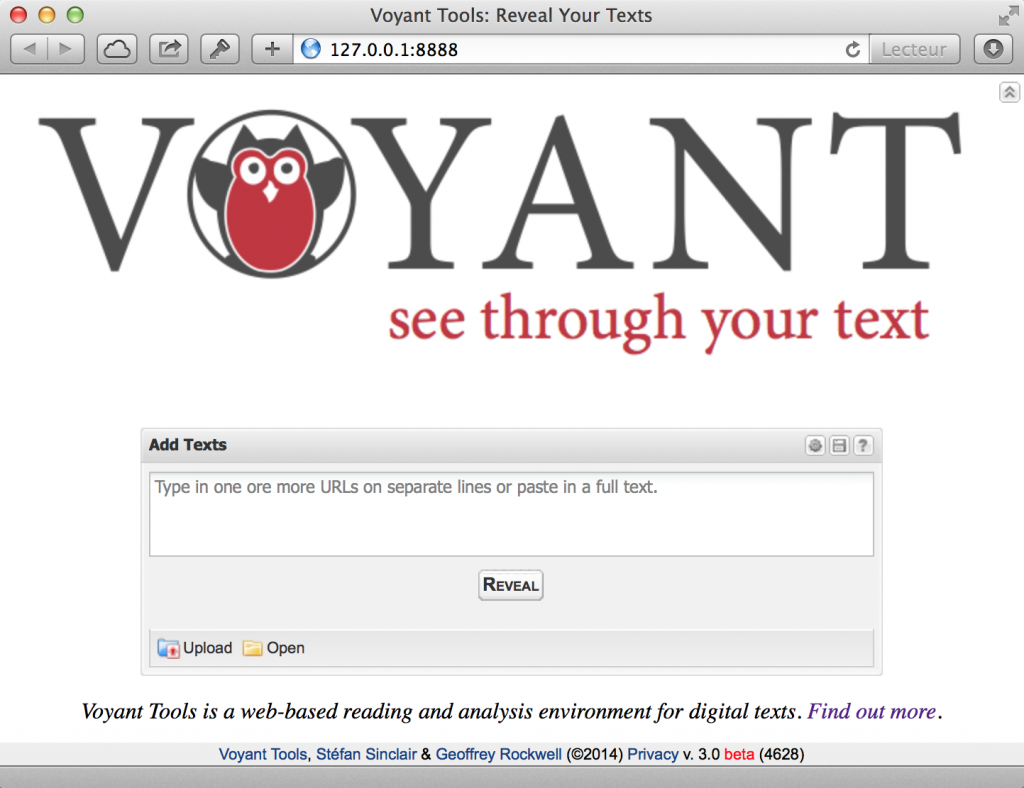 Voyant Tools: Reveal Your Texts
127.0.0.1:8888
Lecteur
VOYANT
see through your text
Add Texts
?
Type in one ore more URLs on separate lines or paste in a full text.
REVEAL
Upload Open
Voyant Tools is a web-based reading and analysis environment for digital texts. Find out more.
Voyant Tools, Stéfan Sinclair & Geoffrey Rockwell (©2014) Privacy v. 3.0 beta (4628)